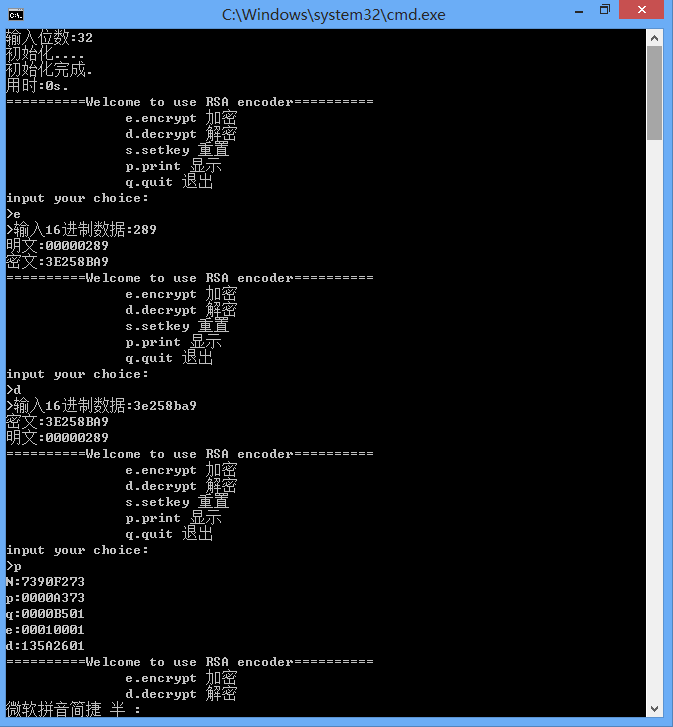 C:\Windows\system32\cmd.exe
输入位数:32
初始化....
初始化完成.
用时:0s.
==========Welcome to use RSA encoder==========
e.encrypt 加密
d.decrypt 解密
s.setkey 重置
p.print 显示
q.quit 退出
input your choice:
>e
>输入16进制数据:289
明文:00000289
密文:3E258BA9
==========Welcome to use RSA encoder==========
e.encrypt 加密
d.decrypt 解密
s.setkey 重置
p.print 显示
q.quit 退出
input your choice:
>d
>输入16进制数据:3e258ba9
密文:3E258BA9
明文:00000289
==========Welcome to use RSA encoder==========
e.encrypt 加密
d.decrypt 解密
s.setkey 重置
p.print 显示
q.quit 退出
input your choice:
>p
N:7390F273
p:0000A373
q:0000B501
e:00010001
d:135A2601
==========Welcome to use RSA encoder==========
e.encrypt 加密
d.decrypt 解密
微软拼音简捷 半 :